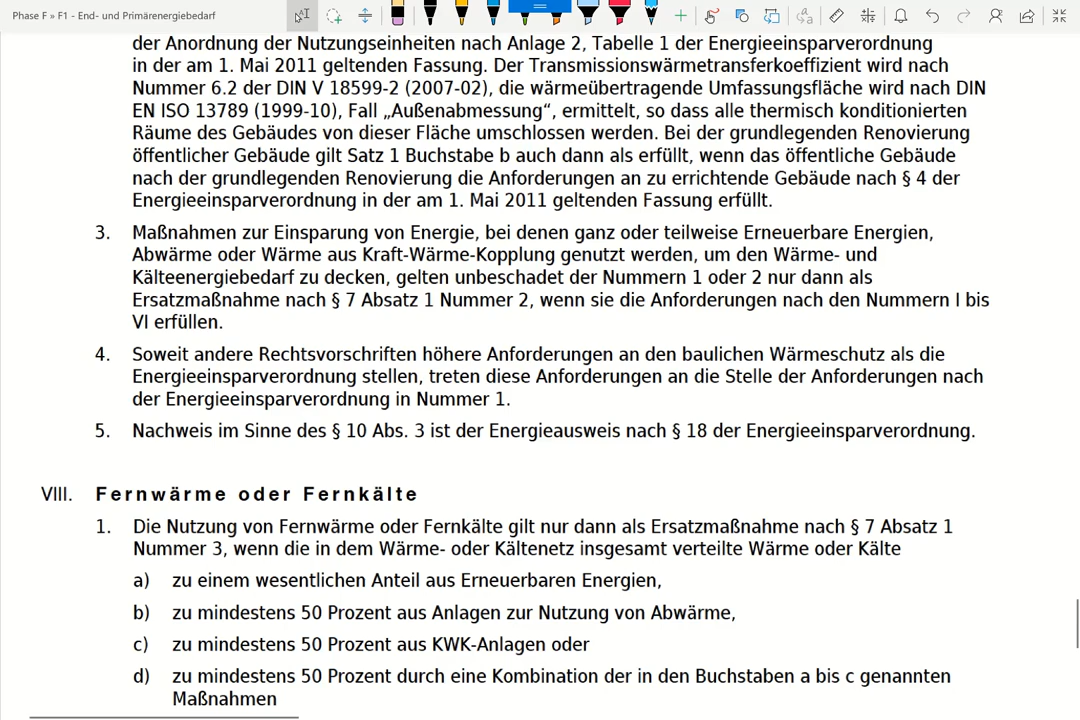 Phase F » F1 - End- und Primärenergiebedarf
der Anordnung der Nutzungseinheiten nach Anlage 2, Tabelle 1 der Energieeinsparverordnung
in der am 1. Mai 2011 geltenden Fassung. Der Transmissionswärmetransferkoeffizient wird nach
Nummer 6.2 der DIN V 18599-2 (2007-02), die wärmeübertragende Umfassungsfläche wird nach DIN
EN ISO 13789 (1999-10), Fall „Außenabmessung“, ermittelt, so dass alle thermisch konditionierten
Räume des Gebäudes von dieser Fläche umschlossen werden. Bei der grundlegenden Renovierung
öffentlicher Gebäude gilt Satz 1 Buchstabe b auch dann als erfüllt, wenn das öffentliche Gebäude
nach der grundlegenden Renovierung die Anforderungen an zu errichtende Gebäude nach § 4 der
Energieeinsparverordnung in der am 1. Mai 2011 geltenden Fassung erfüllt.
3. Maßnahmen zur Einsparung von Energie, bei denen ganz oder teilweise Erneuerbare Energien,
Abwärme oder Wärme aus Kraft-Wärme-Kopplung genutzt werden, um den Wärme- und
Kälteenergiebedarf zu decken, gelten unbeschadet der Nummern 1 oder 2 nur dann als
Ersatzmaßnahme nach § 7 Absatz 1 Nummer 2, wenn sie die Anforderungen nach den Nummern I bis
VI erfüllen.
4. Soweit andere Rechtsvorschriften höhere Anforderungen an den baulichen Wärmeschutz als die
Energieeinsparverordnung stellen, treten diese Anforderungen an die Stelle der Anforderungen nach
der Energieeinsparverordnung in Nummer 1.
5. Nachweis im Sinne des § 10 Abs. 3 ist der Energieausweis nach § 18 der Energieeinsparverordnung.
VIII. Fernwärme oder Fernkälte
1. Die Nutzung von Fernwärme oder Fernkälte gilt nur dann als Ersatzmaßnahme nach § 7 Absatz 1
Nummer 3, wenn die in dem Wärme- oder Kältenetz insgesamt verteilte Wärme oder Kälte
a) zu einem wesentlichen Anteil aus Erneuerbaren Energien,
b) zu mindestens 50 Prozent aus Anlagen zur Nutzung von Abwärme,
c) zu mindestens 50 Prozent aus KWK-Anlagen oder
d) zu mindestens 50 Prozent durch eine Kombination der in den Buchstaben a bis c genannten
Maßnahmen